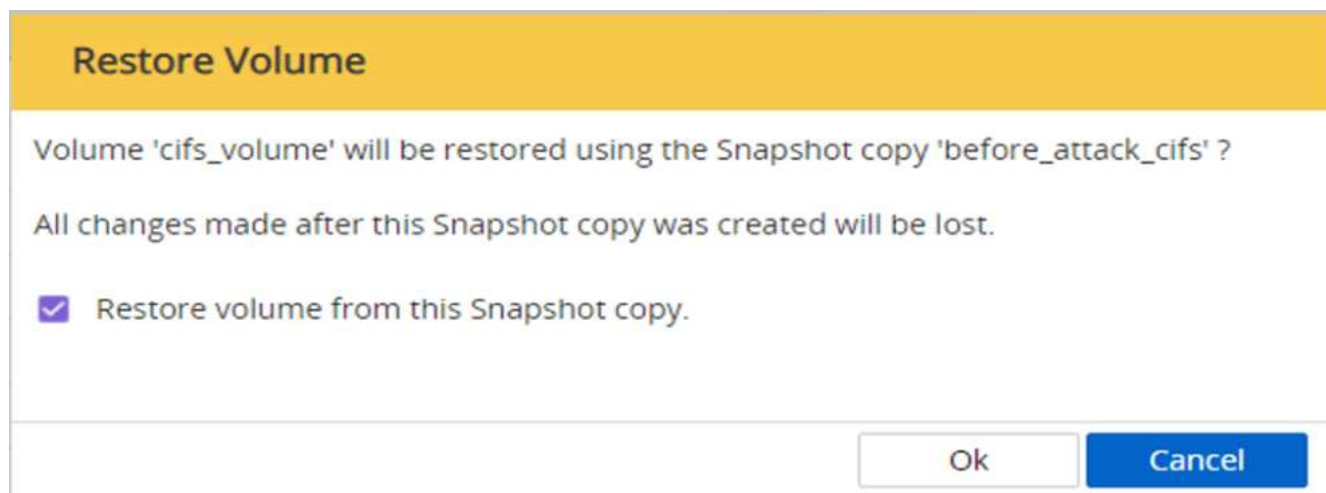 Restore Volume
Volume 'cifs_volume' will be restored using the Snapshot copy 'before_attack_cifs' ?
All changes made after this Snapshot copy was created will be lost.
Restore volume from this Snapshot copy.
Ok Cancel